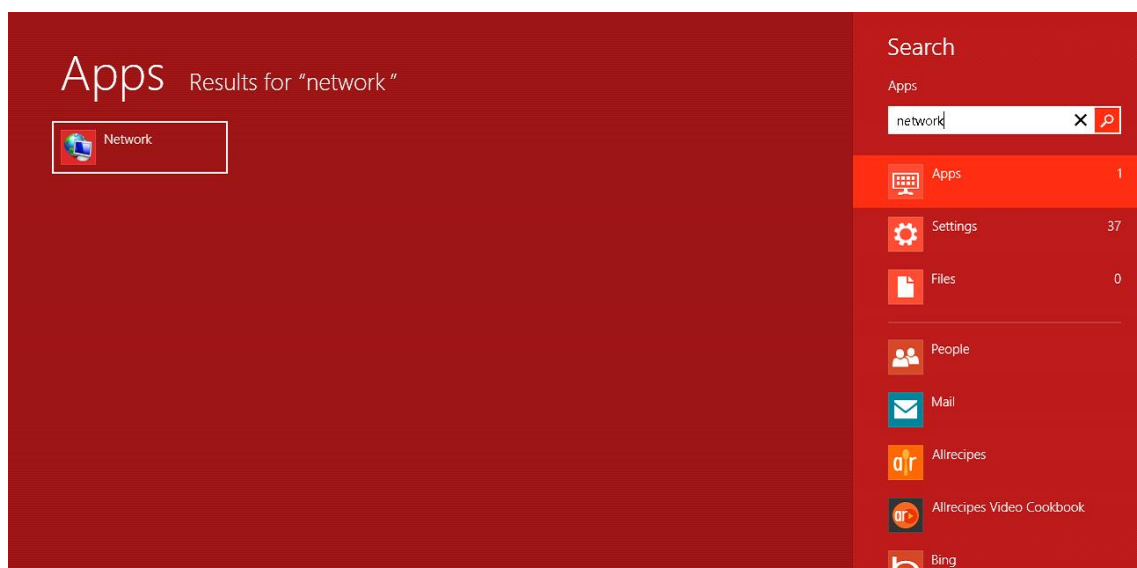 Apps Results for “network ”
Network
Search
Apps
network
Apps 1
Settings 37
Files 0
People
Mail
Allrecipes
Allrecipes Video Cookbook
Bing